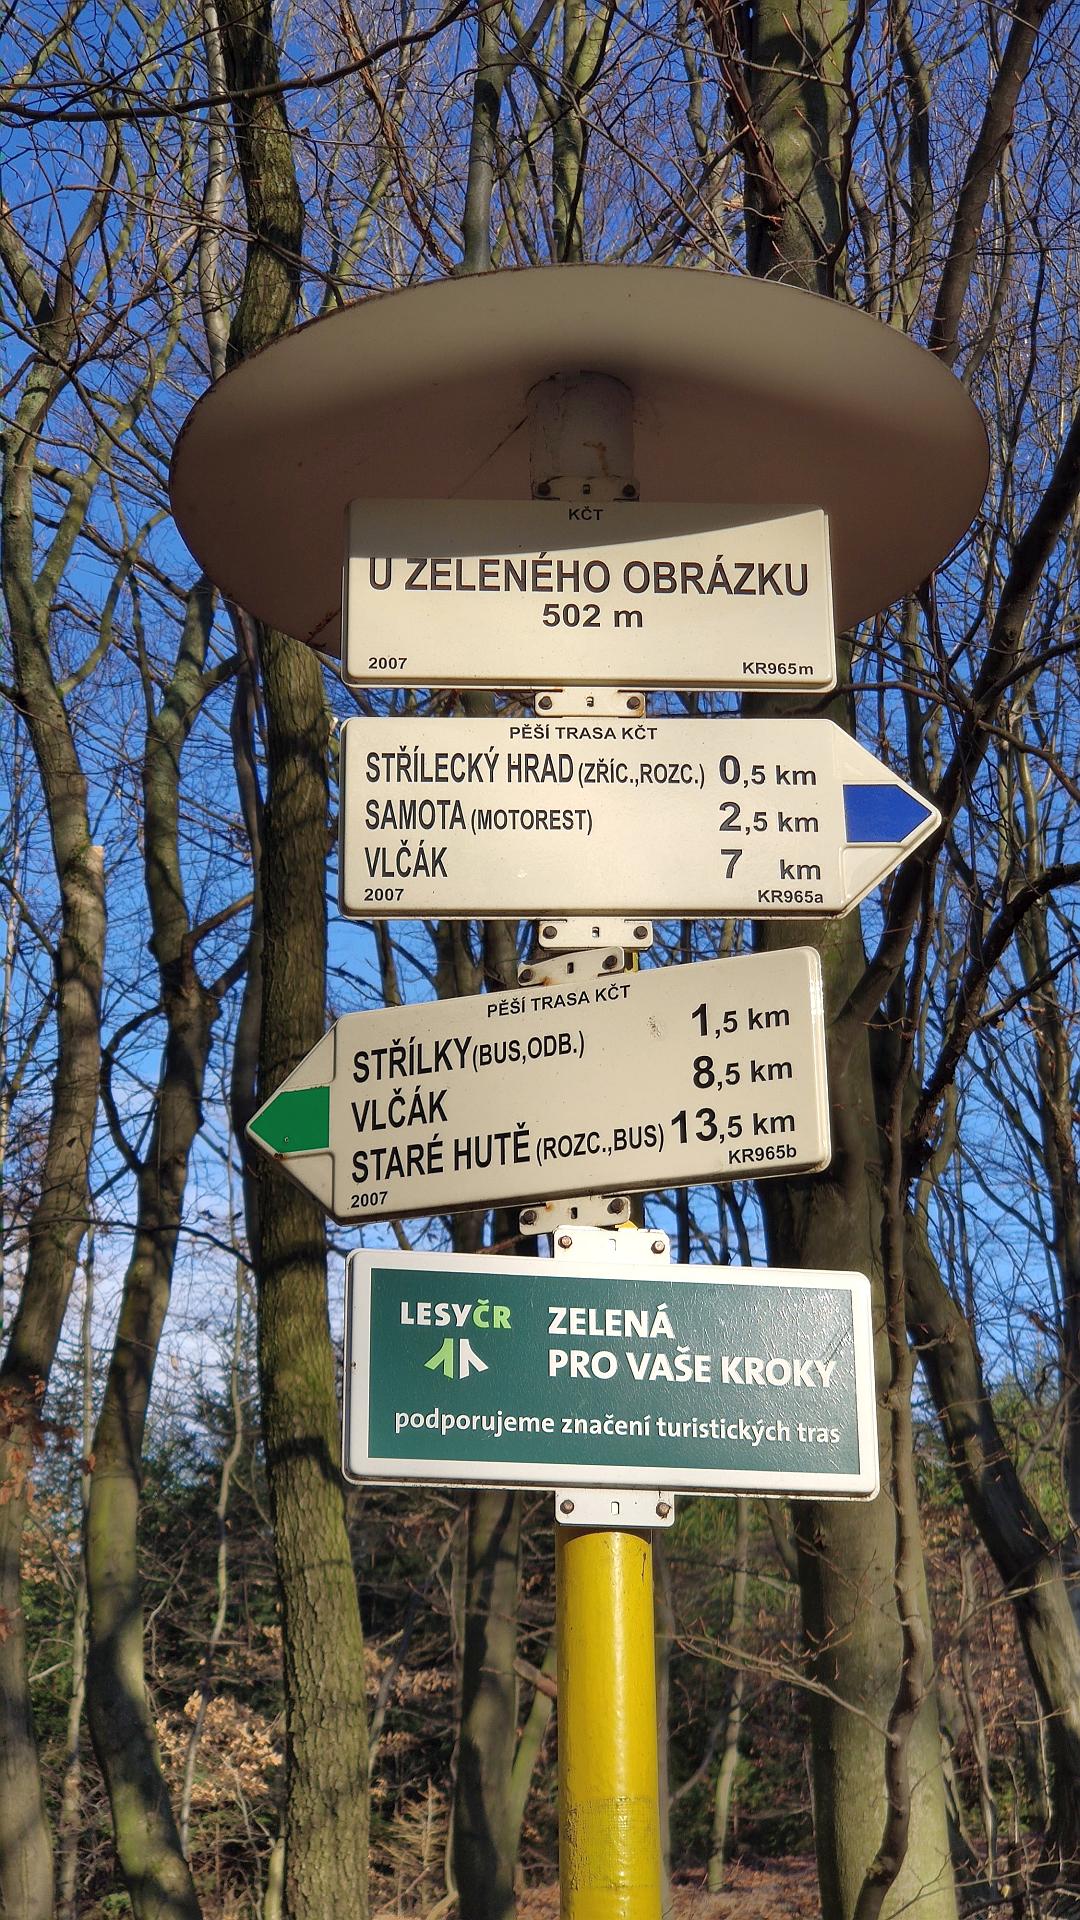 KČT
U ZELENÉHO OBRÁZKU
502 m
2007 KR965m
PĚŠÍ TRASA KČT
STŘÍLECKÝ HRAD (ZŘÍC.,ROZC.) 0,5 km
SAMOTA (MOTOREST) 2,5 km
VLČÁK 7 km
2007 KR965a
PĚŠÍ TRASA KČT
STŘÍLKY (BUS,ODB.) 1,5 km
VLČÁK 8,5 km
STARÉ HUTĚ (ROZC.,BUS) 13,5 km
2007 KR965b
LESYČR
ZELENÁ
PRO VAŠE KROKY
podporujeme značení turistických tras